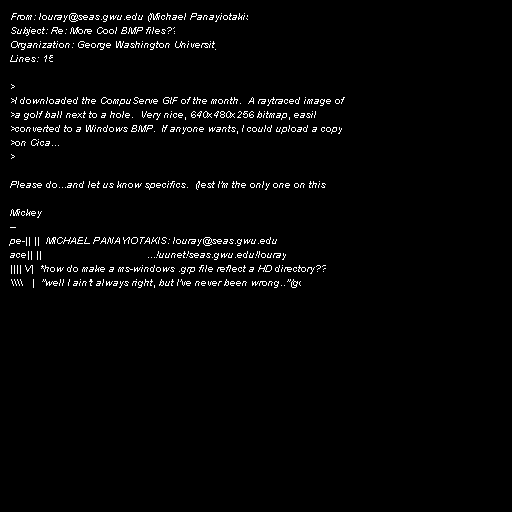 From: louray@seas.gwu.edu (Michael Panayiotakis
Subject: Re: More Cool BMP files??
Organization: George Washington Universit
Lines: 15
>
>I downloaded the CompuServe GIF of the month. A raytraced image of
>a golf ball next to a hole. Very nice, 640x480x256 bitmap, easil
>converted to a Windows BMP. If anyone wants, I could upload a copy
>on Cica...
>
Please do...and let us know specifics. (lest I'm the only one on this
Mickey
--
pe-|| || MICHAEL PANAYIOTAKIS: louray@seas.gwu.edu
ace|| || ...!uunet!seas.gwu.edu!louray
|||| \/| *how do make a ms-windows .grp file reflect a HD directory??
\\\\ | "well I ain't always right, but I've never been wrong.."(gd